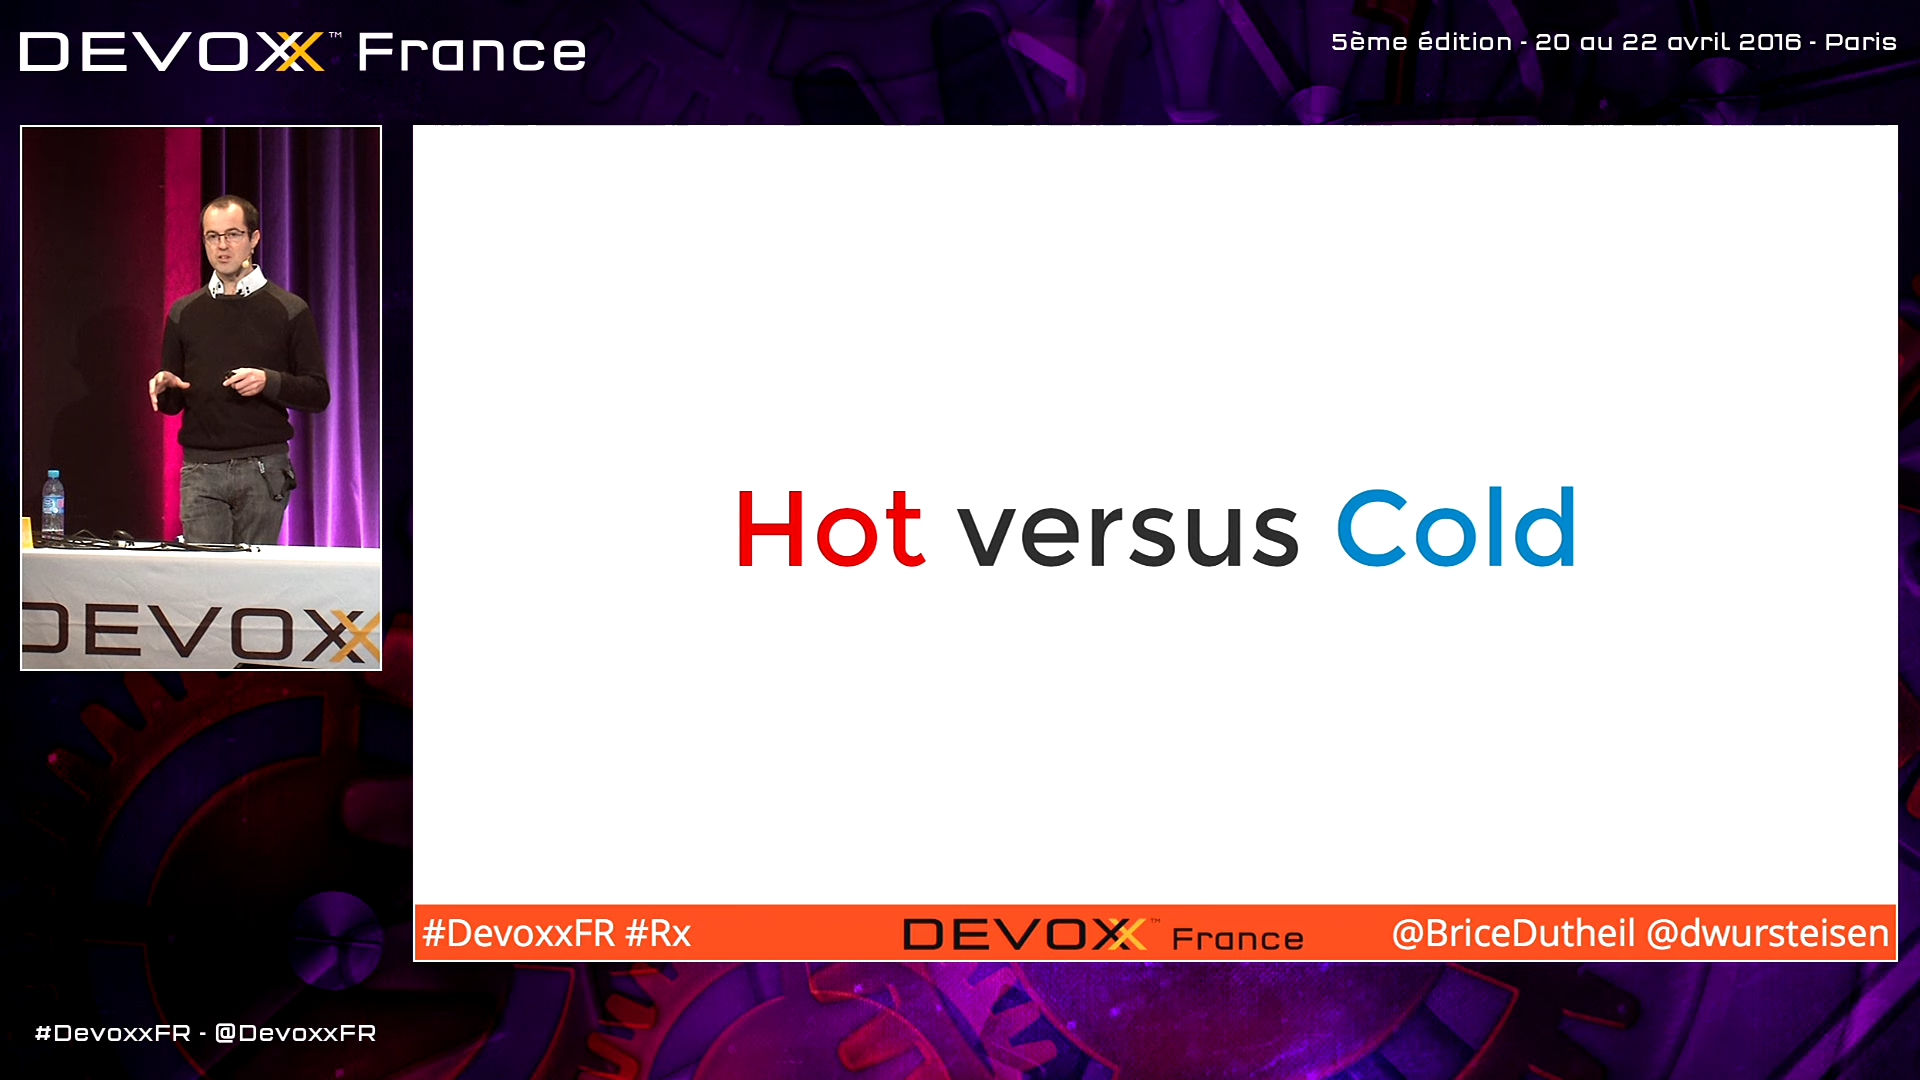 DEVOXX™ France
5ème édition - 20 au 22 avril 2016 - Paris
Hot versus Cold
DEVOXX
#DevoxxFR #Rx
DEVOXX™ France
@BriceDutheil @dwursteisen
#DevoxxFR - @DevoxxFR